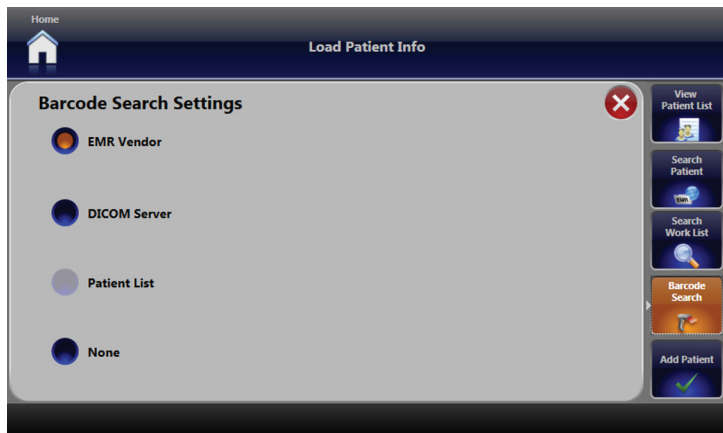 Home
Load Patient Info
Barcode Search Settings
EMR Vendor
DICOM Server
Patient List
None
View
Patient List
Search
Patient
EMR
Search
Work List
Barcode
Search
Add Patient